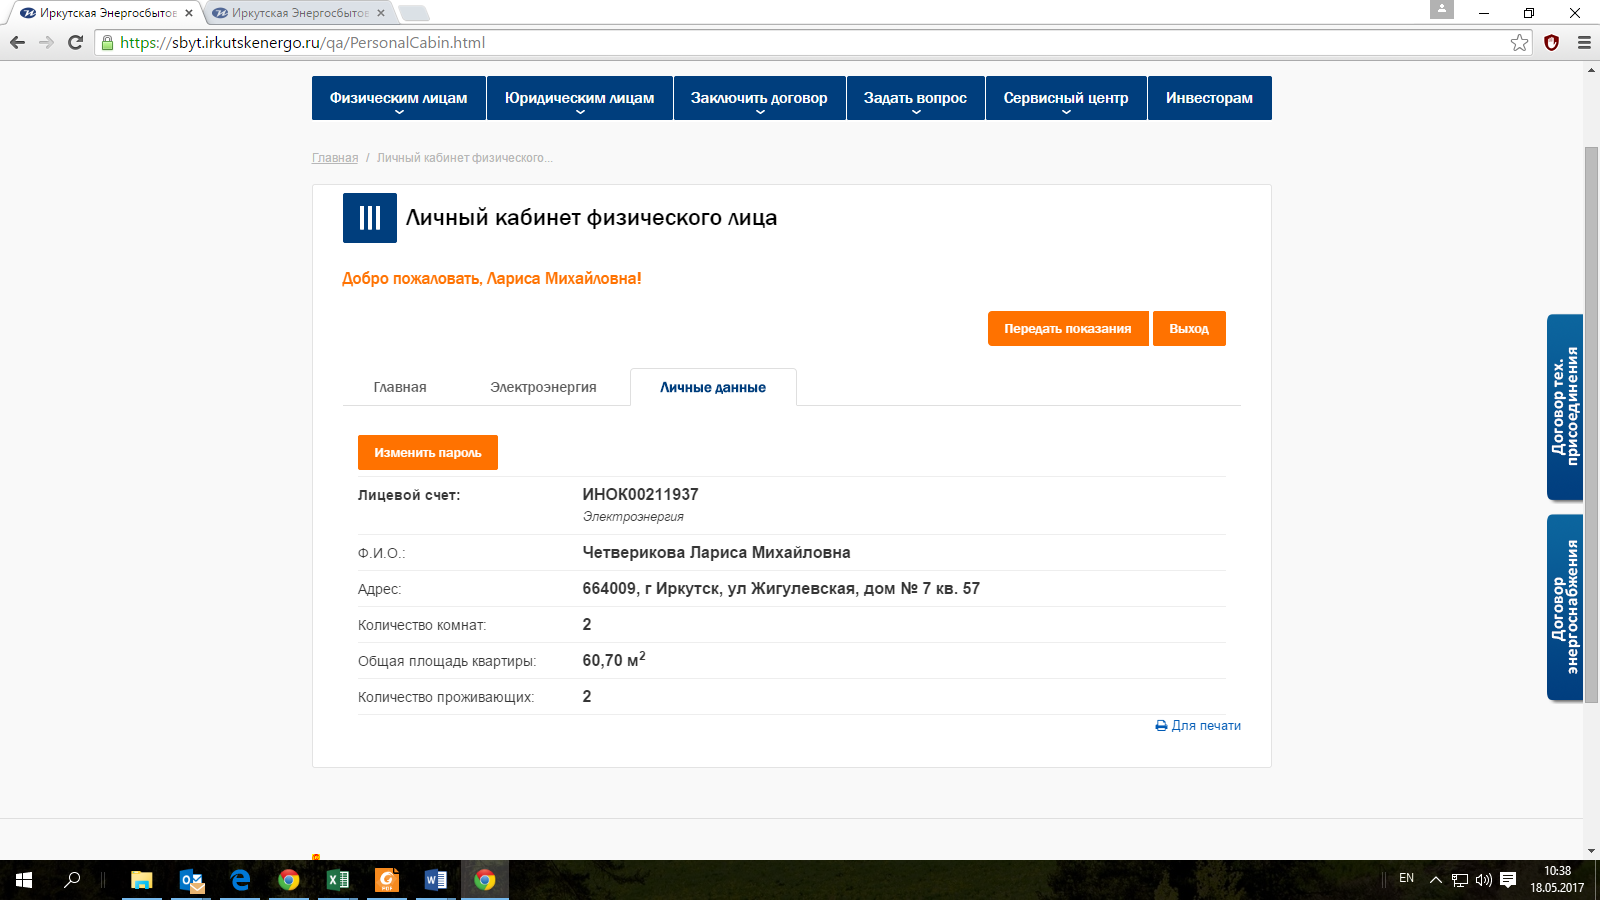 Иркутская Энергосбытов
Иркутская Энергосбытов
https://sbyt.irkutskenergo.ru/qa/PersonalCabin.html
Физическим лицам
Юридическим лицам
Заключить договор
Задать вопрос
Сервисный центр
Инвесторам
Главная / Личный кабинет физического...
Личный кабинет физического лица
Добро пожаловать, Лариса Михайловна!
Передать показания
Выход
Главная
Электроэнергия
Личные данные
Изменить пароль
Лицевой счет: ИНОК00211937
Электроэнергия
Ф.И.О.: Четверикова Лариса Михайловна
Адрес: 664009, г Иркутск, ул Жигулевская, дом № 7 кв. 57
Количество комнат: 2
Общая площадь квартиры: 60,70 м²
Количество проживающих: 2
Для печати
Договор тех.
присоединения
Договор
энергоснабжения
EN
10:38
18.05.2017